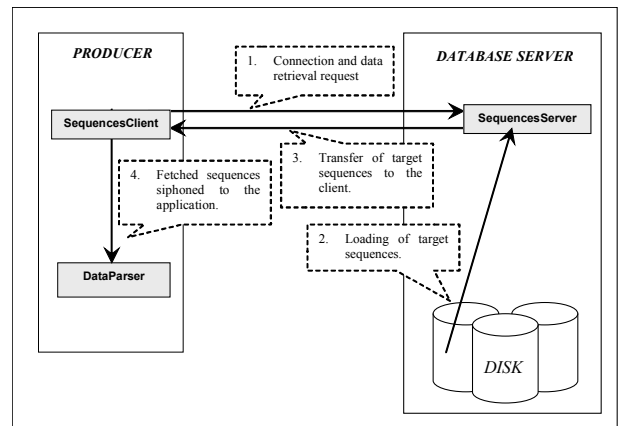 PRODUCER
DATABASE SERVER
1. Connection and data
retrieval request
SequencesClient
SequencesServer
3. Transfer of target
sequences to the
client.
4. Fetched sequences
siphoned to the
application.
2. Loading of target
sequences.
DataParser
DISK